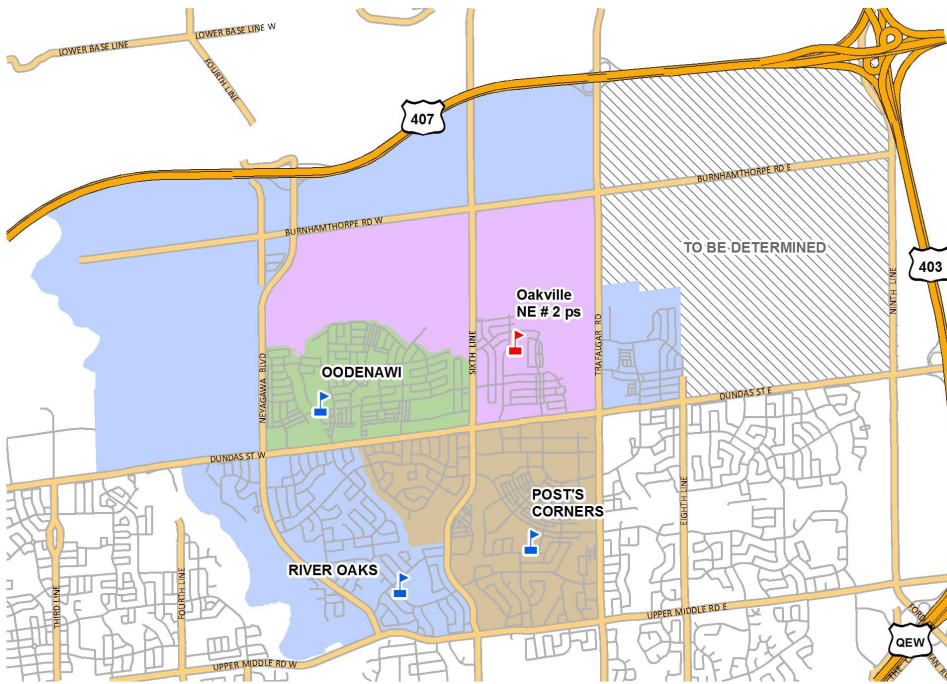 LOWER BASE LINE W
LOWER BASE LINE
FOURTH LINE
407
BURNHAMTHORPE RD E
BURNHAMTHORPE RD W
TO BE DETERMINED
403
Oakville
NE # 2 ps
NINTH LINE
SIXTH LINE
TRAFALGAR RD
NEYAGAWA BLVD
OODENAWI
DUNDAS ST E
DUNDAS ST W
POST'S
CORNERS
EIGHTH LINE
RIVER OAKS
THIRD LINE
FOURTH LINE
UPPER MIDDLE RD E
QEW
UPPER MIDDLE RD W